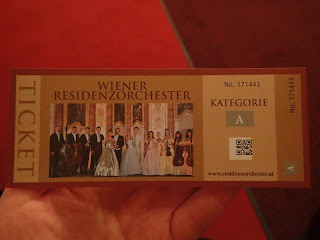 TICKET
WIENER
RESIDENZORCHESTER
No. 171443
KATEGORIE
A
www.residenzorchester.at
No. 171443
A